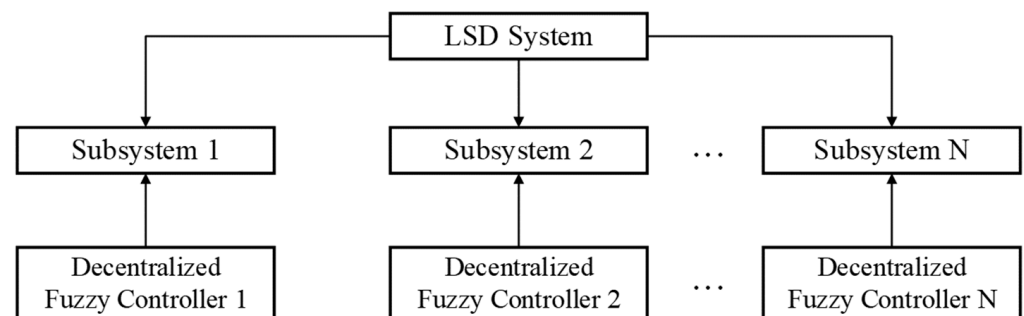 LSD System
Subsystem 1
Subsystem 2
...
Subsystem N
Decentralized
Fuzzy Controller 1
Decentralized
Fuzzy Controller 2
...
Decentralized
Fuzzy Controller N